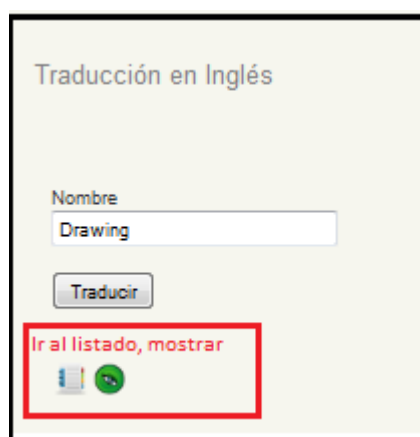 Traducción en Inglés
Nombre
Drawing
Traducir
Ir al listado, mostrar